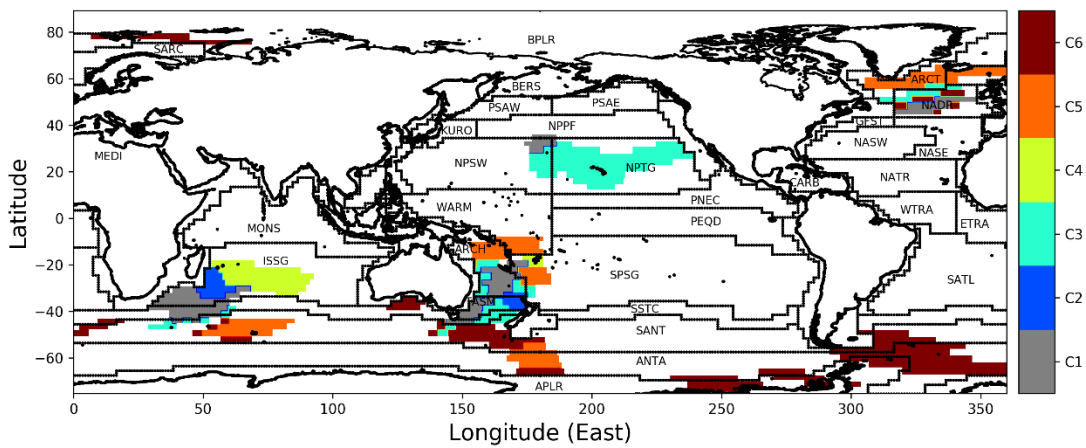 80
60
40
20
0
−20
−40
−60
Latitude
0
50
100
150
200
250
300
350
Longitude (East)
SARC
BPLR
ARCT
BERS
PSAW
PSAE
NADR
GFST
KURO
NPPF
NASW
NASE
MEDI
NPSW
NPTG
CARB
NATR
WARM
PNEC
WTRA
MONS
PEQD
ETRA
ARCH
ISSG
SPSG
SATL
ASM
SSTC
SANT
ANTA
APLR
C6
C5
C4
C3
C2
C1